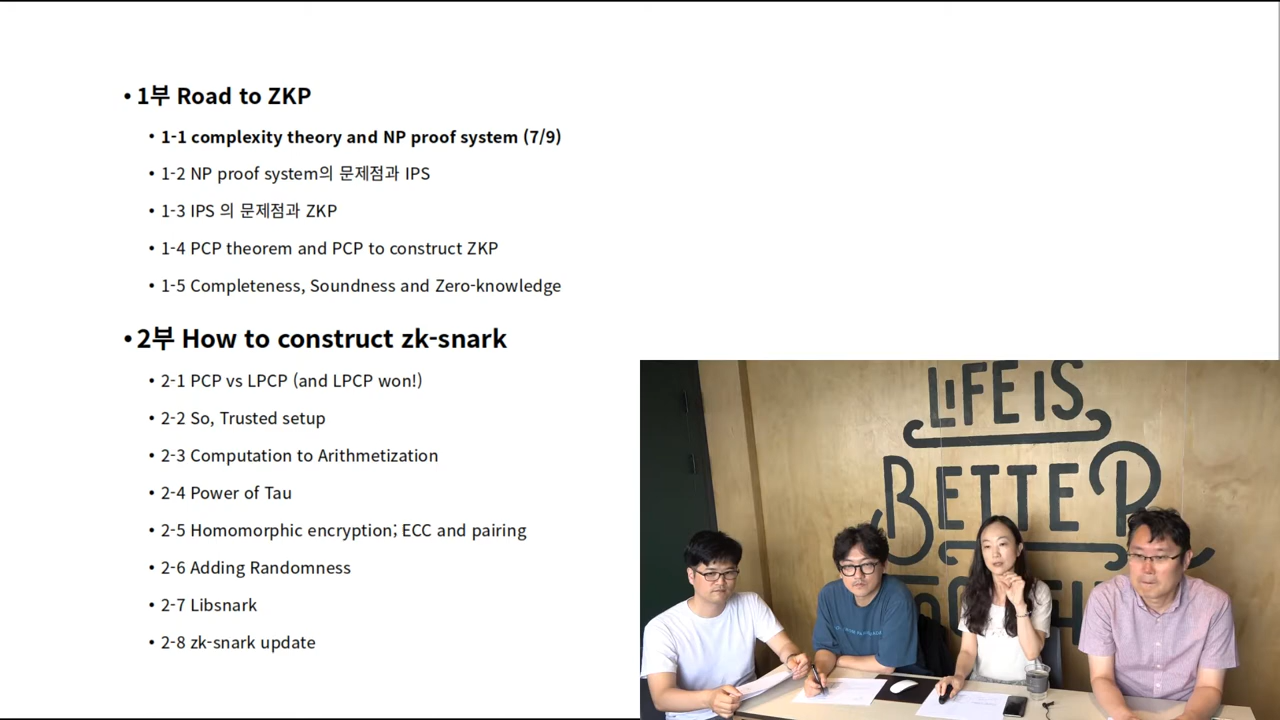 • 1부 Road to ZKP
• 1-1 complexity theory and NP proof system (7/9)
• 1-2 NP proof system의 문제점과 IPS
• 1-3 IPS 의 문제점과 ZKP
• 1-4 PCP theorem and PCP to construct ZKP
• 1-5 Completeness, Soundness and Zero-knowledge
• 2부 How to construct zk-snark
• 2-1 PCP vs LPCP (and LPCP won!)
• 2-2 So, Trusted setup
• 2-3 Computation to Arithmetization
• 2-4 Power of Tau
• 2-5 Homomorphic encryption; ECC and pairing
• 2-6 Adding Randomness
• 2-7 Libsnark
• 2-8 zk-snark update
LIFE IS
BETTER